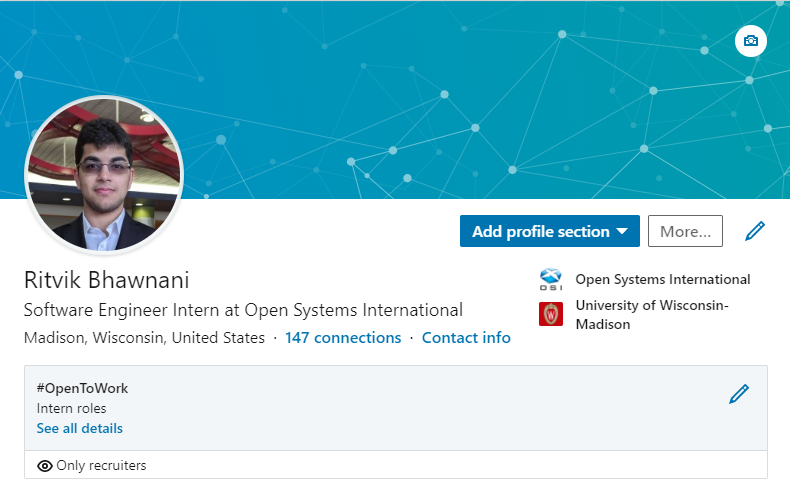 Add profile section
More...
Ritvik Bhawnani
Software Engineer Intern at Open Systems International
Madison, Wisconsin, United States · 147 connections · Contact info
OSI
Open Systems International
W
University of Wisconsin-
Madison
#OpenToWork
Intern roles
See all details
Only recruiters